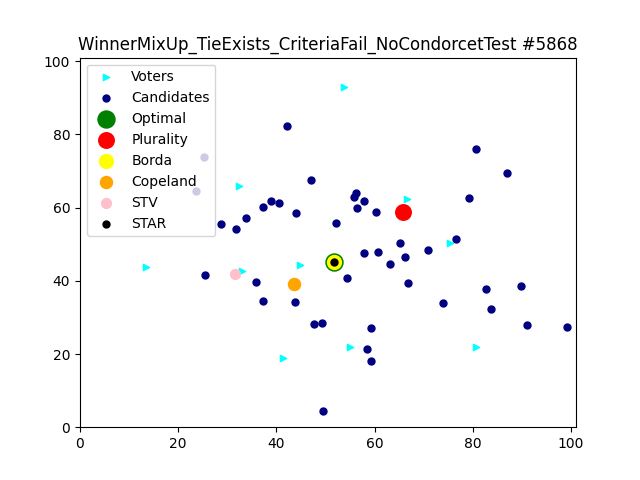 WinnerMixUp_TieExists_CriteriaFail_NoCondorcetTest #5868
100
80
60
40
20
0
Voters
Candidates
Optimal
Plurality
Borda
Copeland
STV
STAR
0 20 40 60 80 100